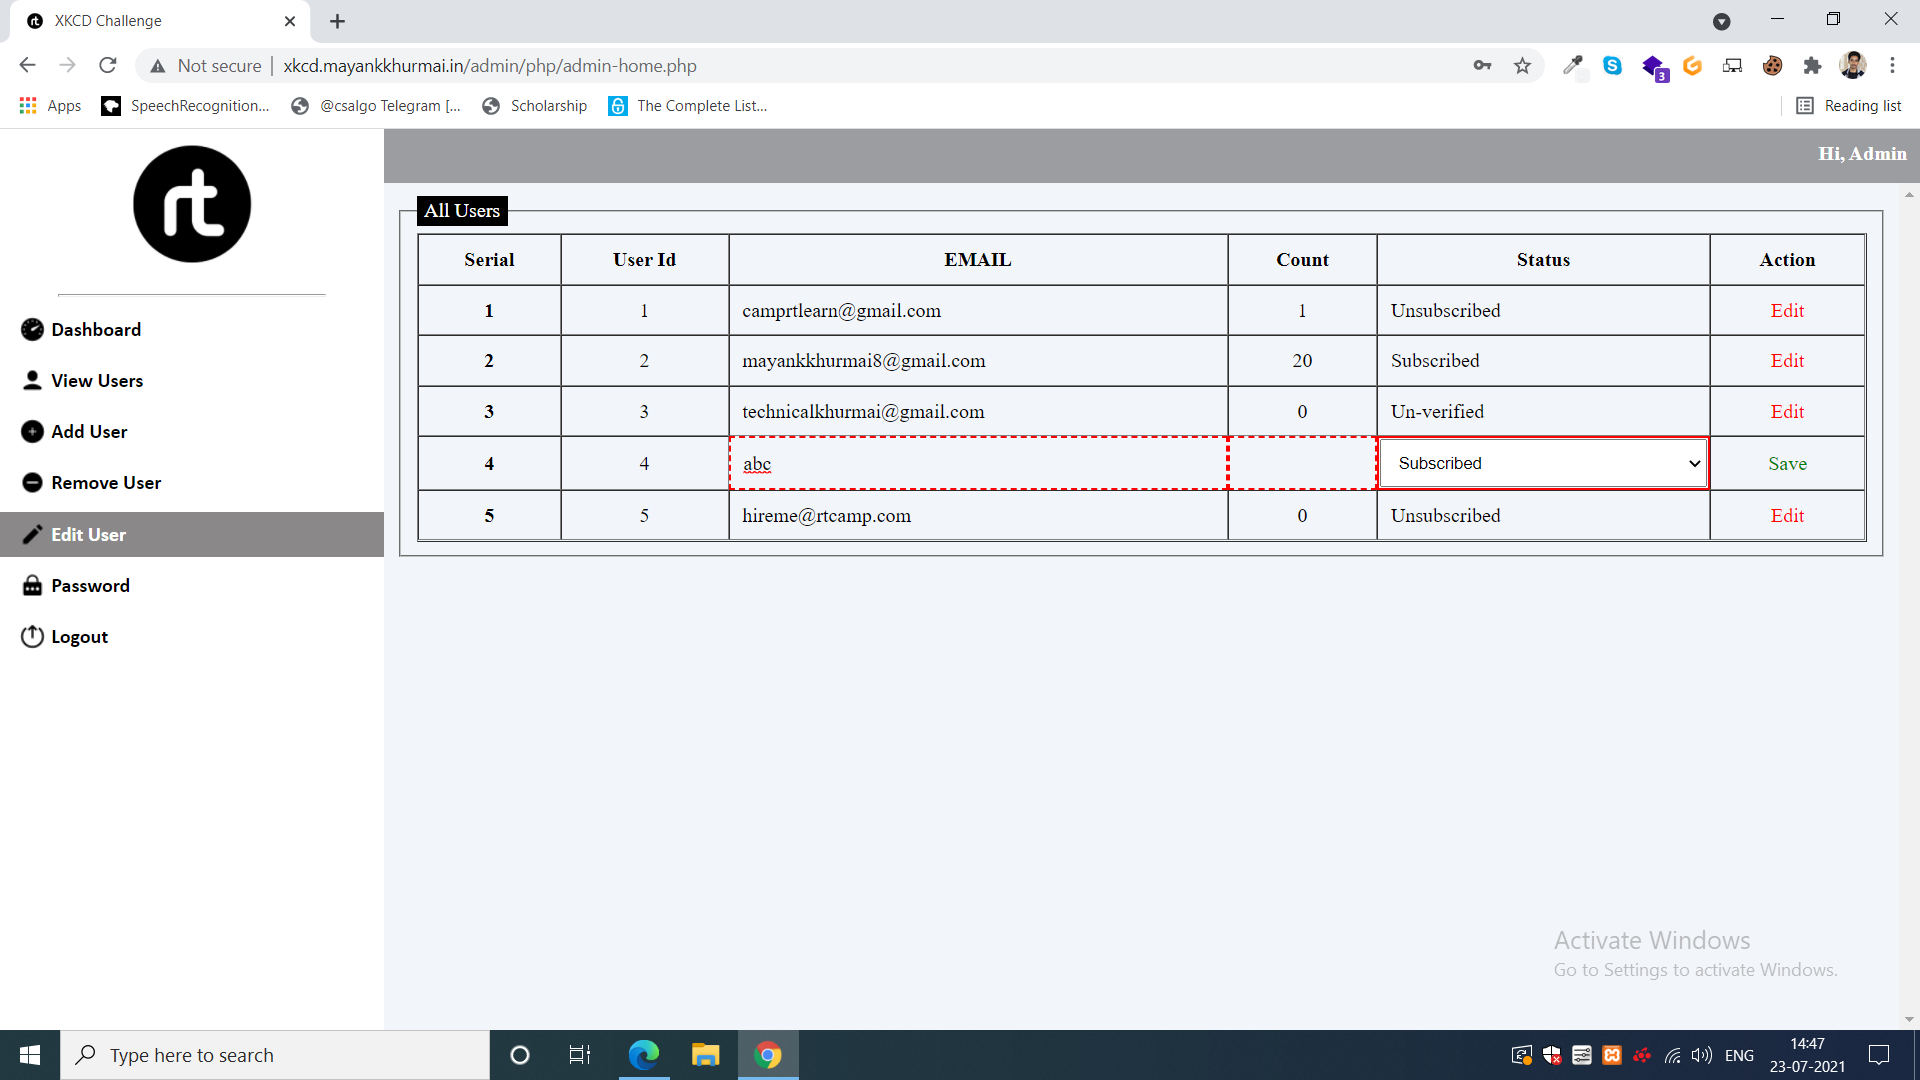 XKCD Challenge
Not secure | xkcd.mayankkhurmai.in/admin/php/admin-home.php
3
Apps SpeechRecognition... @csalgo Telegram [... Scholarship The Complete List... Reading list
rt
Hi, Admin
Dashboard
View Users
Add User
Remove User
Edit User
Password
Logout
All Users
Serial User Id EMAIL Count Status Action
1 1 camprtlearn@gmail.com 1 Unsubscribed Edit
2 2 mayankkhurmai8@gmail.com 20 Subscribed Edit
3 3 technicalkhurmai@gmail.com 0 Un-verified Edit
4 4 abc Subscribed Save
5 5 hireme@rtcamp.com 0 Unsubscribed Edit
Activate Windows
Go to Settings to activate Windows.
Type here to search
ENG
14:47
23-07-2021